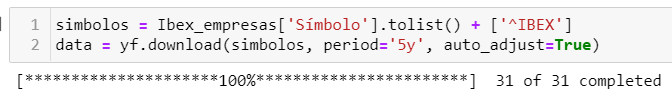 1 simbolos = Ibex_empresas['Símbolo'].tolist() + ['^IBEX']
2 data = yf.download(simbolos, period='5y', auto_adjust=True)
[*********************100%***********************]  31 of 31 completed